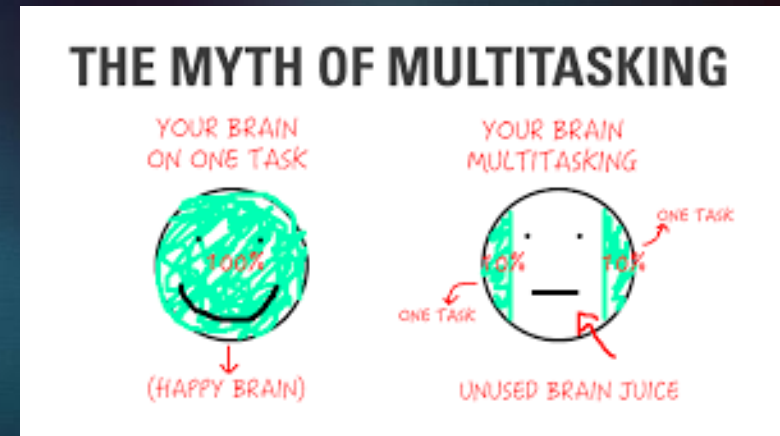 THE MYTH OF MULTITASKING
YOUR BRAIN
ON ONE TASK
100%
(HAPPY BRAIN)
YOUR BRAIN
MULTITASKING
10%
10%
ONE TASK
ONE TASK
UNUSED BRAIN JUICE